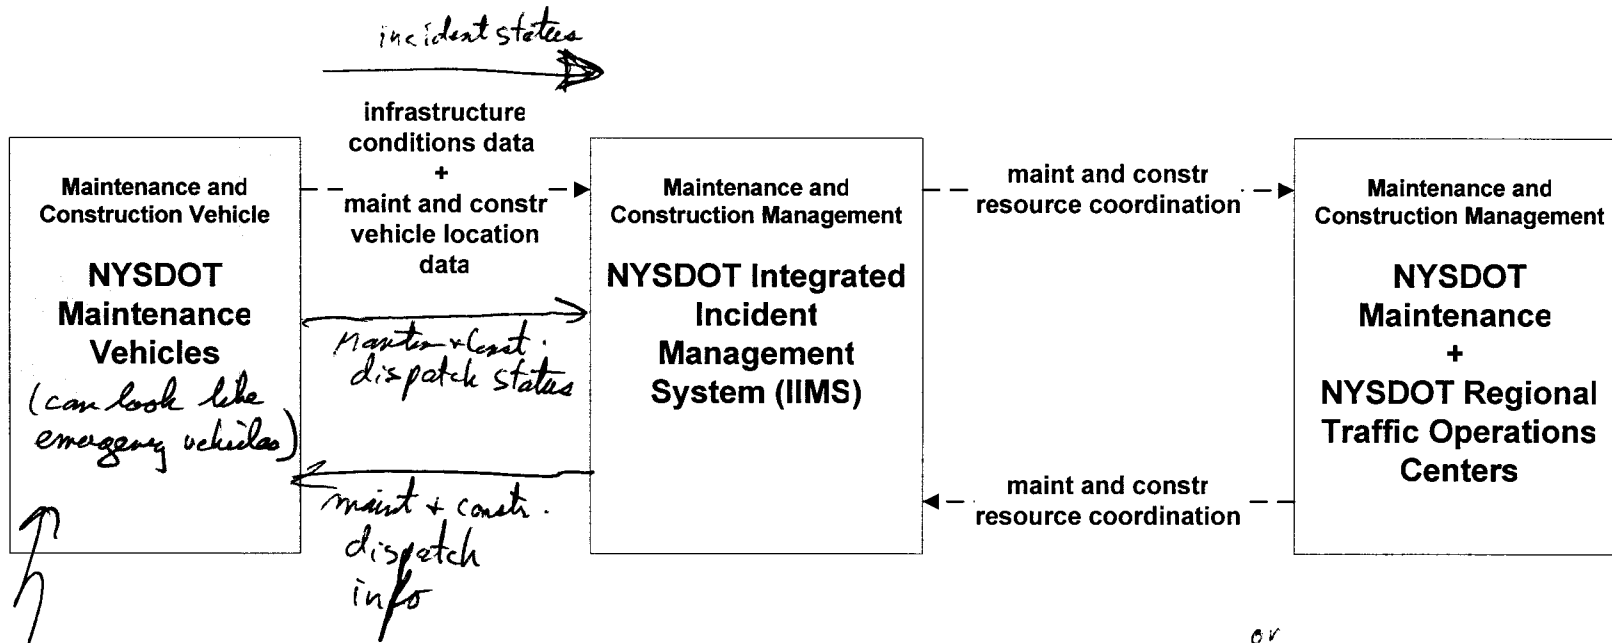 incident status
infrastructure
conditions data
+
maint and constr
vehicle location
data
Maintenance and
Construction Vehicle
NYSDOT
Maintenance
Vehicles
(can look like
emergency vehicles)
dispatch status
maint + constr.
dispatch
info
Maintenance and
Construction Management
NYSDOT Integrated
Incident
Management
System (IIMS)
maint and constr
resource coordination
maint and constr
resource coordination
Maintenance and
Construction Management
NYSDOT
Maintenance
+
NYSDOT Regional
Traffic Operations
Centers
or